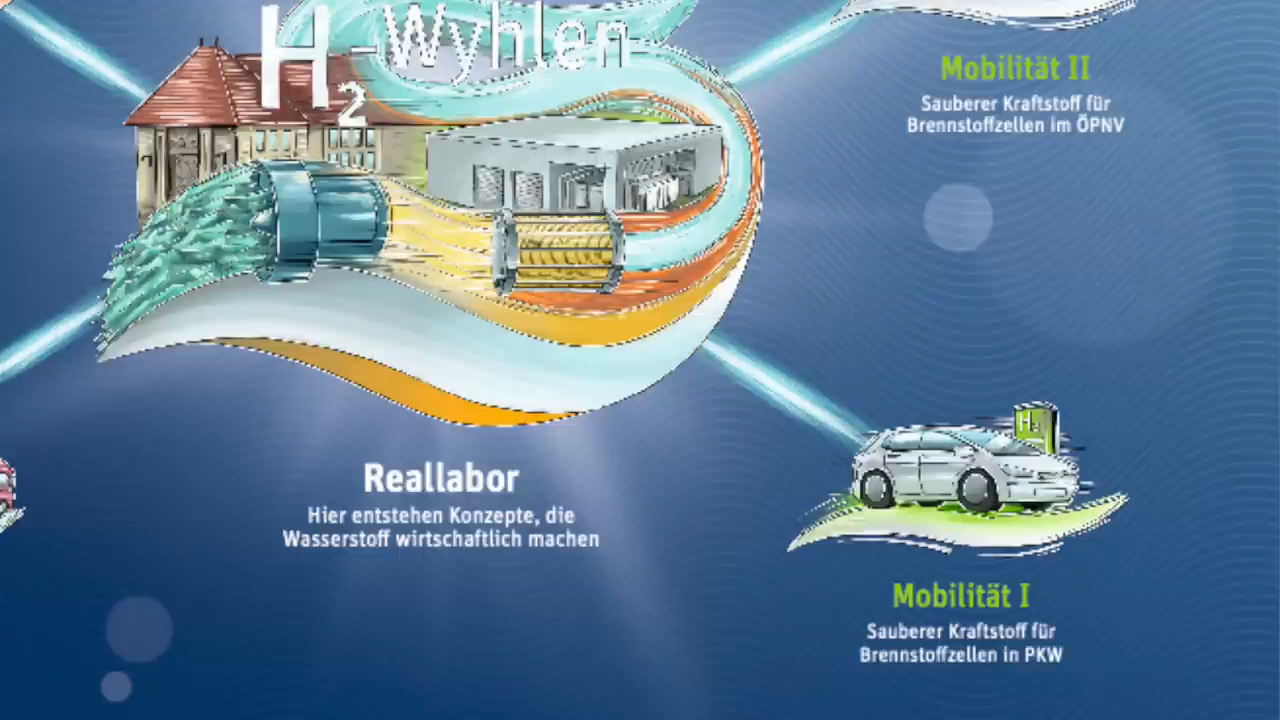 H2-Wyhlen
Mobilität II
Sauberer Kraftstoff für
Brennstoffzellen im ÖPNV
H2
Reallabor
Hier entstehen Konzepte, die
Wasserstoff wirtschaftlich machen
Mobilität I
Sauberer Kraftstoff für
Brennstoffzellen in PKW